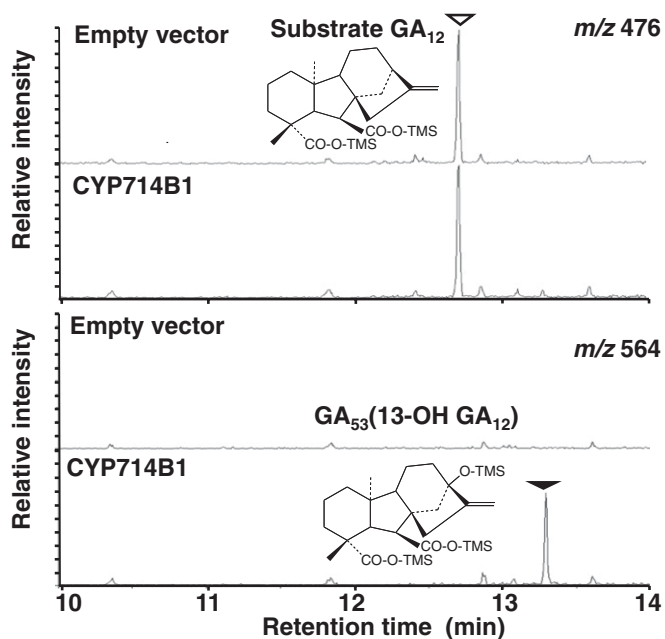 Empty vector
Substrate GA12
m/z 476
CO-O-TMS
CO-O-TMS
CYP714B1
Relative intensity
Empty vector
m/z 564
GA53(13-OH GA12)
CYP714B1
O-TMS
CO-O-TMS
CO-O-TMS
Relative intensity
10 11 12 13 14
Retention time (min)